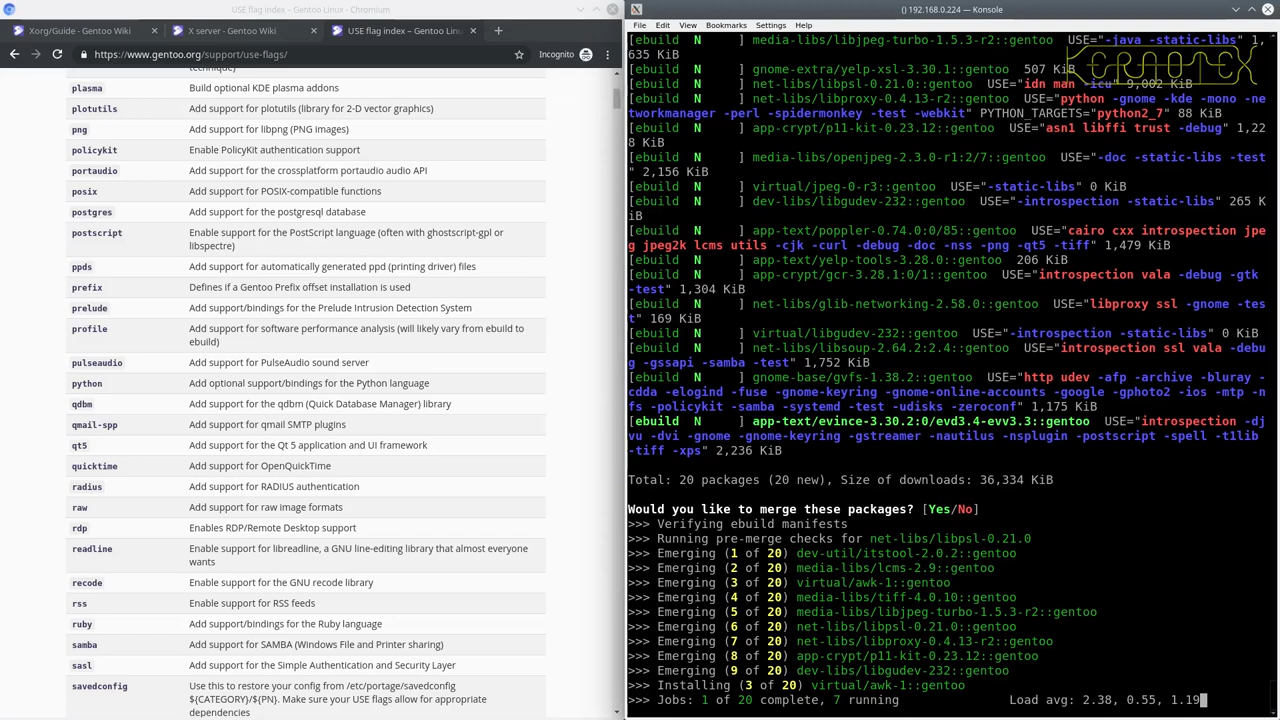 USE flag index – Gentoo Linux - Chromium
Xorg/Guide - Gentoo Wiki
X server - Gentoo Wiki
USE flag index – Gentoo Linux
https://www.gentoo.org/support/use-flags/
Incognito
technique)
plasma Build optional KDE plasma addons
plotutils Add support for plotutils (library for 2-D vector graphics)
png Add support for libpng (PNG images)
policykit Enable PolicyKit authentication support
portaudio Add support for the crossplatform portaudio audio API
posix Add support for POSIX-compatible functions
postgres Add support for the postgresql database
postscript Enable support for the PostScript language (often with ghostscript-gpl or
libspectre)
ppds Add support for automatically generated ppd (printing driver) files
prefix Defines if a Gentoo Prefix offset installation is used
prelude Add support/bindings for the Prelude Intrusion Detection System
profile Add support for software performance analysis (will likely vary from ebuild to
ebuild)
pulseaudio Add support for PulseAudio sound server
python Add optional support/bindings for the Python language
qdbm Add support for the qdbm (Quick Database Manager) library
qmail-spp Add support for qmail SMTP plugins
qt5 Add support for the Qt 5 application and UI framework
quicktime Add support for OpenQuickTime
radius Add support for RADIUS authentication
raw Add support for raw image formats
rdp Enables RDP/Remote Desktop support
readline Enable support for libreadline, a GNU line-editing library that almost everyone
wants
recode Enable support for the GNU recode library
rss Enable support for RSS feeds
ruby Add support/bindings for the Ruby language
samba Add support for SAMBA (Windows File and Printer sharing)
sasl Add support for the Simple Authentication and Security Layer
savedconfig Use this to restore your config from /etc/portage/savedconfig
${CATEGORY}/${PN}. Make sure your USE flags allow for appropriate
dependencies
() 192.168.0.224 — Konsole
File Edit View Bookmarks Settings Help
[ebuild  N     ] media-libs/libjpeg-turbo-1.5.3-r2::gentoo  USE="-java -static-libs" 1,
635 KiB
[ebuild  N     ] gnome-extra/yelp-xsl-3.30.1::gentoo  507 KiB
[ebuild  N     ] net-libs/libpsl-0.21.0::gentoo  USE="idn man -icu" 9,002 KiB
[ebuild  N     ] net-libs/libproxy-0.4.13-r2::gentoo  USE="python -gnome -kde -mono -ne
tworkmanager -perl -spidermonkey -test -webkit" PYTHON_TARGETS="python2_7" 88 KiB
[ebuild  N     ] app-crypt/p11-kit-0.23.12::gentoo  USE="asn1 libffi trust -debug" 1,22
8 KiB
[ebuild  N     ] media-libs/openjpeg-2.3.0-r1:2/7::gentoo  USE="-doc -static-libs -test
" 2,156 KiB
[ebuild  N     ] virtual/jpeg-0-r3::gentoo  USE="-static-libs" 0 KiB
[ebuild  N     ] dev-libs/libgudev-232::gentoo  USE="-introspection -static-libs" 265 K
iB
[ebuild  N     ] app-text/poppler-0.74.0:0/85::gentoo  USE="cairo cxx introspection jpe
g jpeg2k lcms utils -cjk -curl -debug -doc -nss -png -qt5 -tiff" 1,479 KiB
[ebuild  N     ] app-text/yelp-tools-3.28.0::gentoo  206 KiB
[ebuild  N     ] app-crypt/gcr-3.28.1:0/1::gentoo  USE="introspection vala -debug -gtk
-test" 1,304 KiB
[ebuild  N     ] net-libs/glib-networking-2.58.0::gentoo  USE="libproxy ssl -gnome -tes
t" 169 KiB
[ebuild  N     ] virtual/libgudev-232::gentoo  USE="-introspection -static-libs" 0 KiB
[ebuild  N     ] net-libs/libsoup-2.64.2:2.4::gentoo  USE="introspection ssl vala -debu
g -gssapi -samba -test" 1,752 KiB
[ebuild  N     ] gnome-base/gvfs-1.38.2::gentoo  USE="http udev -afp -archive -bluray -
cdda -elogind -fuse -gnome-keyring -gnome-online-accounts -google -gphoto2 -ios -mtp -n
fs -policykit -samba -systemd -test -udisks -zeroconf" 1,175 KiB
[ebuild  N     ] app-text/evince-3.30.2:0/evd3.4-evv3.3::gentoo  USE="introspection -dj
vu -dvi -gnome -gnome-keyring -gstreamer -nautilus -nsplugin -postscript -spell -t1lib
-tiff -xps" 2,236 KiB
Total: 20 packages (20 new), Size of downloads: 36,334 KiB
Would you like to merge these packages? [Yes/No]
>>> Verifying ebuild manifests
>>> Running pre-merge checks for net-libs/libpsl-0.21.0
>>> Emerging (1 of 20) dev-util/itstool-2.0.2::gentoo
>>> Emerging (2 of 20) media-libs/lcms-2.9::gentoo
>>> Emerging (3 of 20) virtual/awk-1::gentoo
>>> Emerging (4 of 20) media-libs/tiff-4.0.10::gentoo
>>> Emerging (5 of 20) media-libs/libjpeg-turbo-1.5.3-r2::gentoo
>>> Emerging (6 of 20) net-libs/libpsl-0.21.0::gentoo
>>> Emerging (7 of 20) net-libs/libproxy-0.4.13-r2::gentoo
>>> Emerging (8 of 20) app-crypt/p11-kit-0.23.12::gentoo
>>> Emerging (9 of 20) dev-libs/libgudev-232::gentoo
>>> Installing (3 of 20) virtual/awk-1::gentoo
>>> Jobs: 1 of 20 complete, 7 running               Load avg: 2.38, 0.55, 1.19